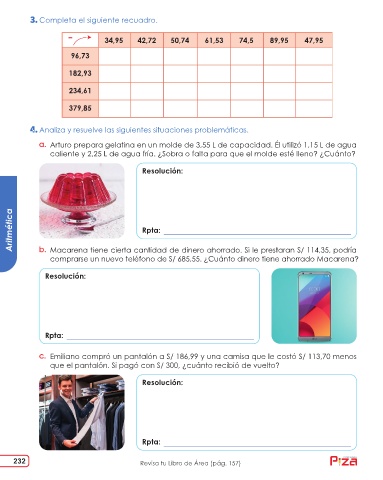 3. Completa el siguiente recuadro.
– 34,95 42,72 50,74 61,53 74,5 89,95 47,95
96,73
182,93
234,61
379,85
4. Analiza y resuelve las siguientes situaciones problemáticas.
a. Arturo prepara gelatina en un molde de 3,55 L de capacidad. Él utilizó 1,15 L de agua
caliente y 2,25 L de agua fría. ¿Sobra o falta para que el molde esté lleno? ¿Cuánto?
Resolución:
Rpta:
b. Macarena tiene cierta cantidad de dinero ahorrado. Si le prestaran S/ 114,35, podría
comprarse un nuevo teléfono de S/ 685,55. ¿Cuánto dinero tiene ahorrado Macarena?
Resolución:
Rpta:
c. Emiliano compró un pantalón a S/ 186,99 y una camisa que le costó S/ 113,70 menos
que el pantalón. Si pagó con S/ 300, ¿cuánto recibió de vuelto?
Resolución:
Rpta:
Aritmética
232
Revisa tu Libro de Área (pág. 157)